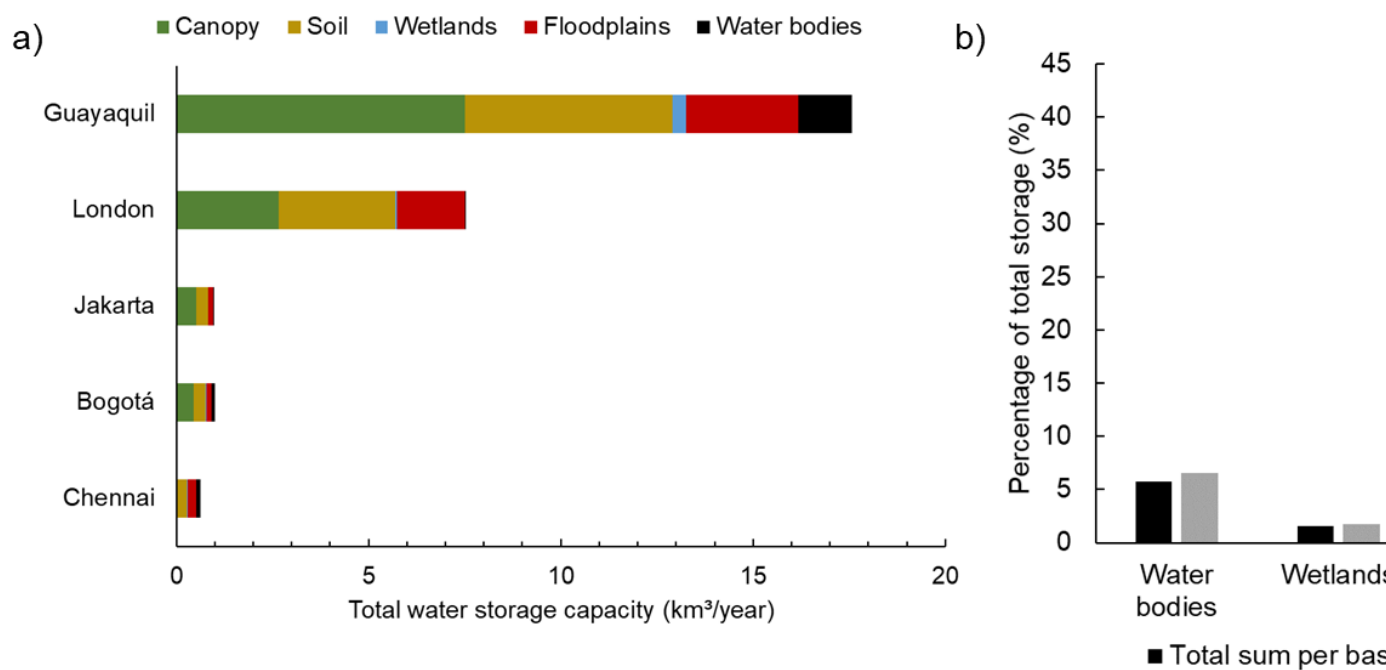 a)
Canopy Soil Wetlands Floodplains Water bodies
Guayaquil
London
Jakarta
Bogotá
Chennai
0 5 10 15 20
Total water storage capacity (km³/year)
b)
Percentage of total storage (%)
45
40
35
30
25
20
15
10
5
0
Water
bodies
Wetlands
Total sum per bas